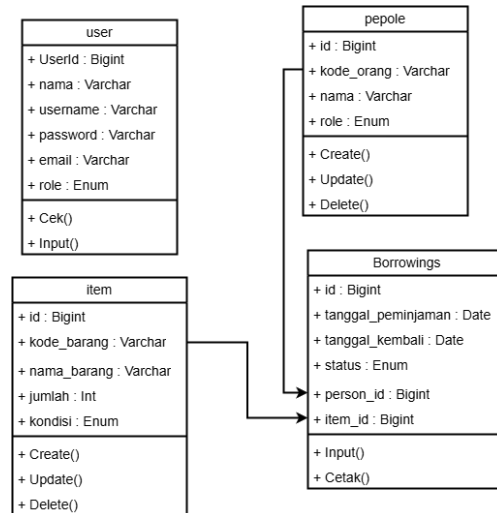 user
+ UserId : Bigint
+ nama : Varchar
+ username : Varchar
+ password : Varchar
+ email : Varchar
+ role : Enum
+ Cek()
+ Input()
pepole
+ id : Bigint
+ kode_orang : Varchar
+ nama : Varchar
+ role : Enum
+ Create()
+ Update()
+ Delete()
item
+ id : Bigint
+ kode_barang : Varchar
+ nama_barang : Varchar
+ jumlah : Int
+ kondisi : Enum
+ Create()
+ Update()
+ Delete()
Borrowings
+ id : Bigint
+ tanggal_peminjaman : Date
+ tanggal_kembali : Date
+ status : Enum
+ person_id : Bigint
+ item_id : Bigint
+ Input()
+ Cetak()